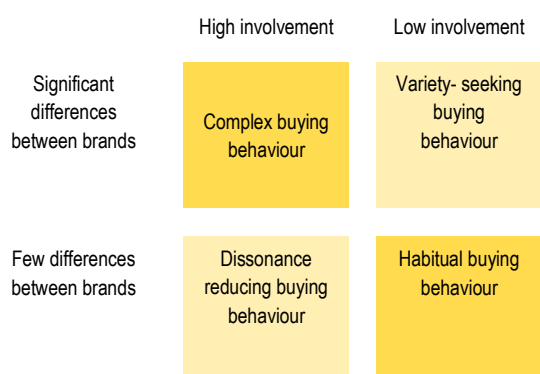 High involvement
Low involvement
Significant
differences
between brands
Complex buying
behaviour
Variety- seeking
buying
behaviour
Few differences
between brands
Dissonance
reducing buying
behaviour
Habitual buying
behaviour